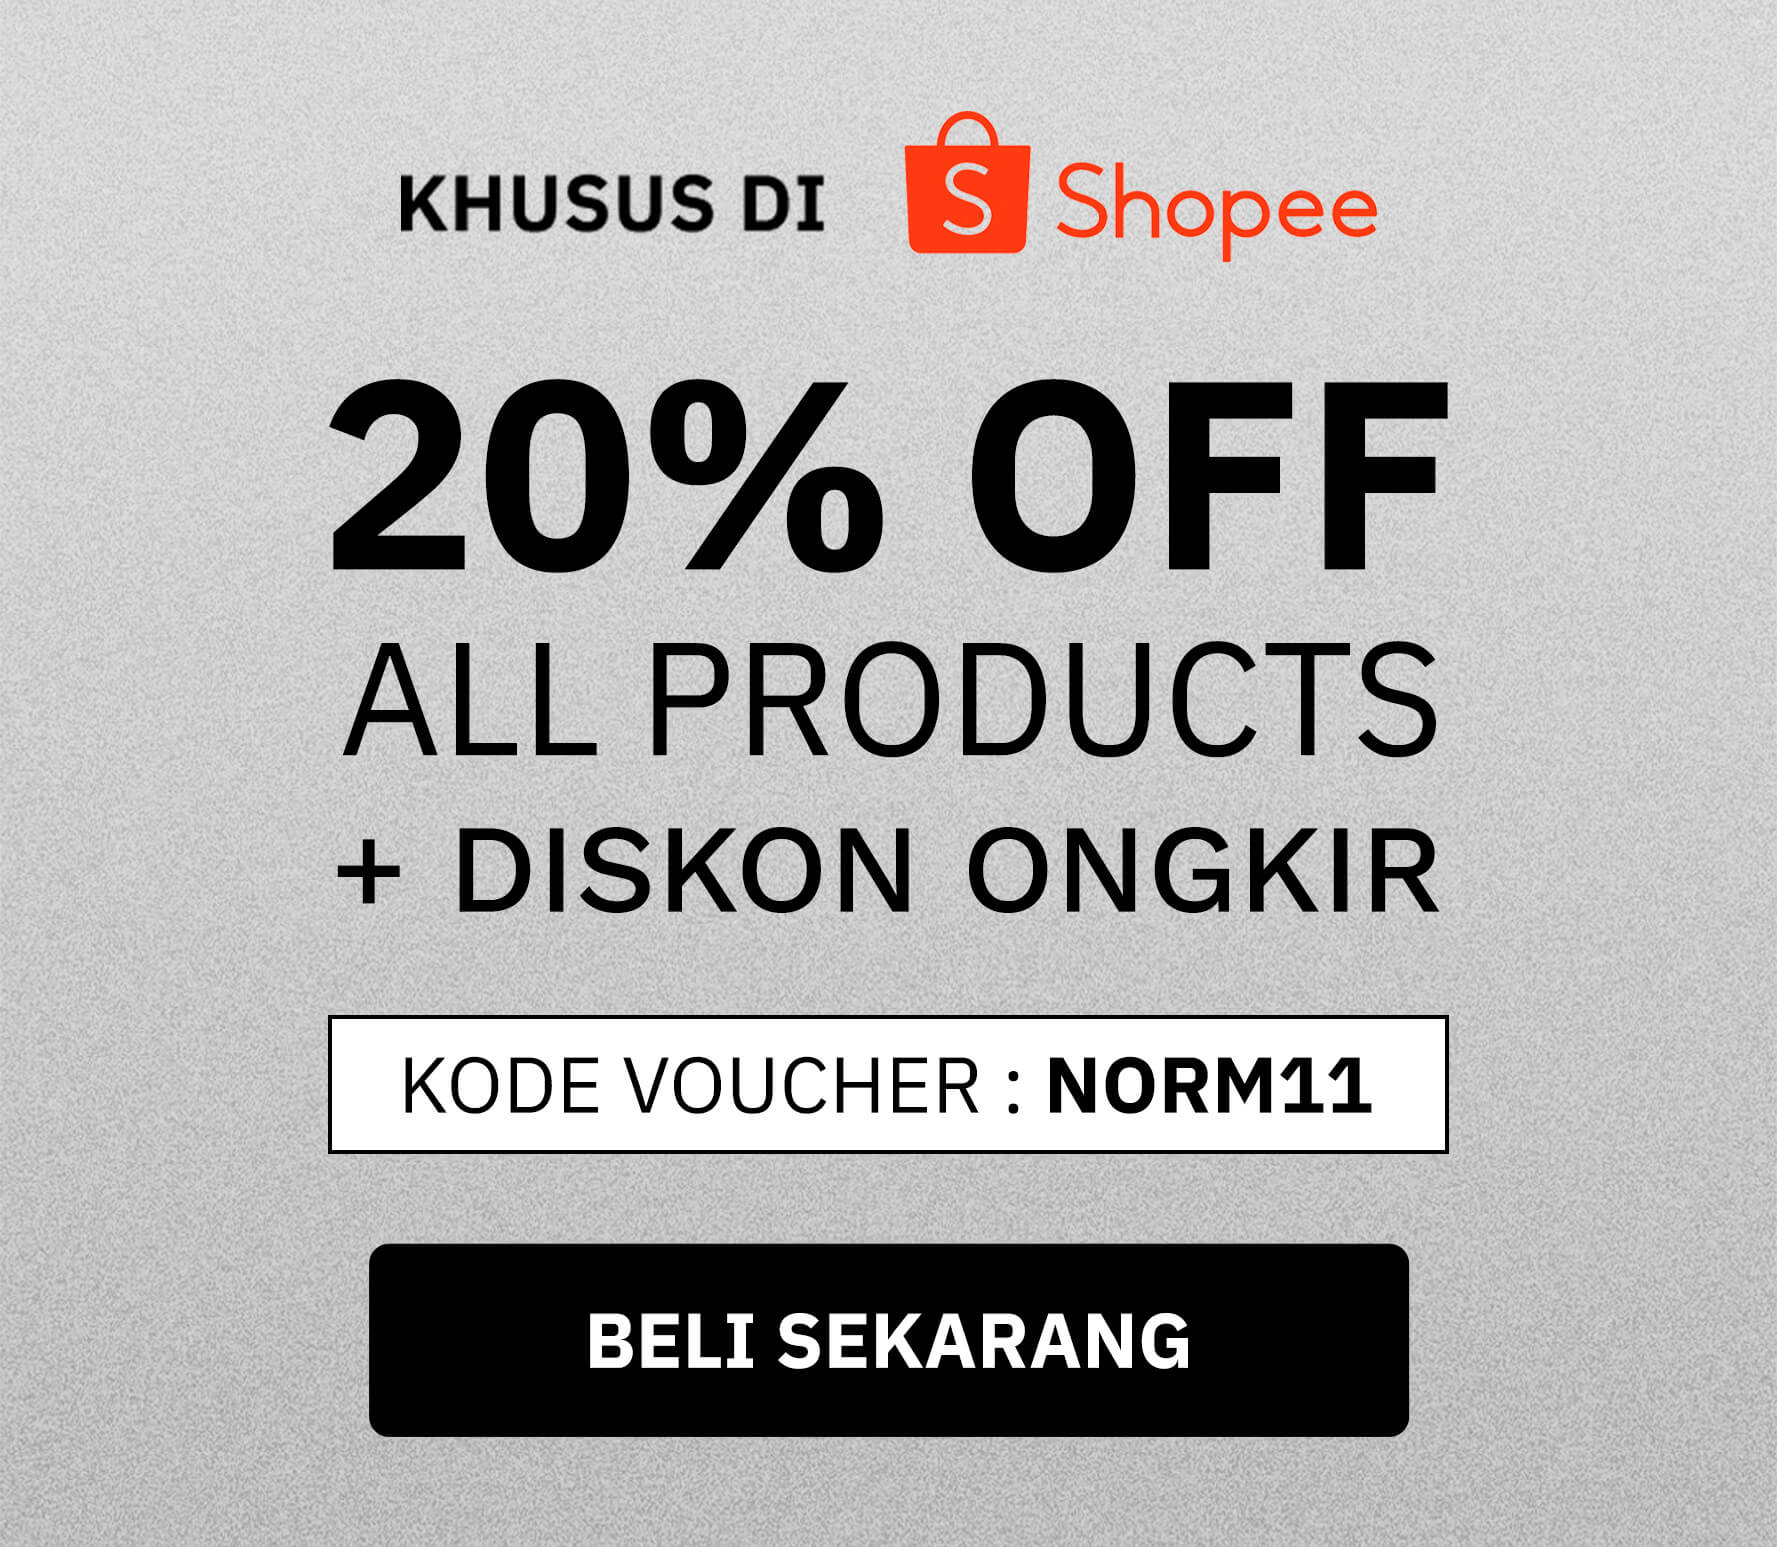 KHUSUS DI S Shopee
20% OFF
ALL PRODUCTS
+ DISKON ONGKIR
KODE VOUCHER : NORM11
BELI SEKARANG